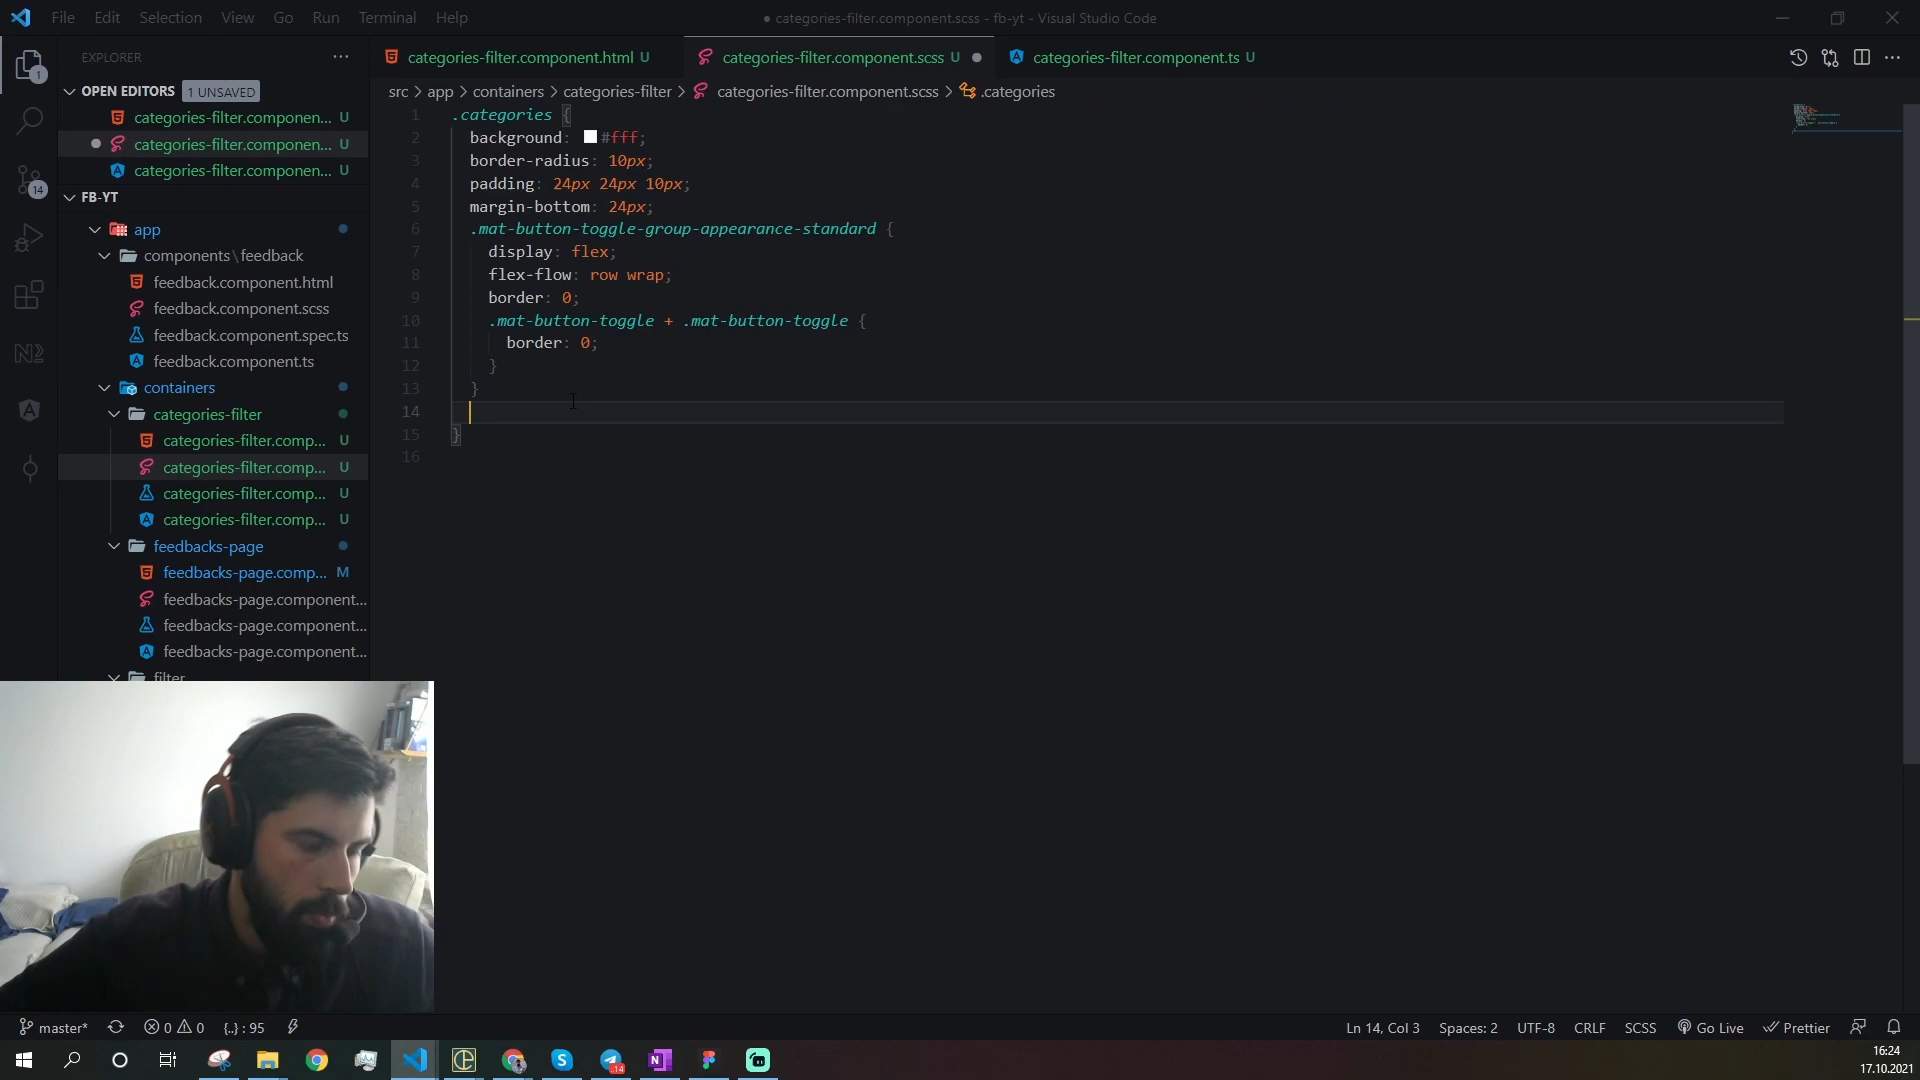 File Edit Selection View Go Run Terminal Help
● categories-filter.component.scss - fb-yt - Visual Studio Code
EXPLORER
1
categories-filter.component.html U
categories-filter.component.scss U
categories-filter.component.ts U
OPEN EDITORS 1 UNSAVED
src > app > containers > categories-filter > categories-filter.component.scss > .categories
categories-filter.componen... U
categories-filter.componen... U
categories-filter.componen... U
14
FB-YT
app
components\feedback
feedback.component.html
feedback.component.scss
feedback.component.spec.ts
feedback.component.ts
containers
categories-filter
categories-filter.comp... U
categories-filter.comp... U
categories-filter.comp... U
categories-filter.comp... U
feedbacks-page
feedbacks-page.comp... M
feedbacks-page.component...
feedbacks-page.component...
feedbacks-page.component...
filter
1 .categories {
2 background: #fff;
3 border-radius: 10px;
4 padding: 24px 24px 10px;
5 margin-bottom: 24px;
6 .mat-button-toggle-group-appearance-standard {
7 display: flex;
8 flex-flow: row wrap;
9 border: 0;
10 .mat-button-toggle + .mat-button-toggle {
11 border: 0;
12 }
13 }
14
15 }
16
master* 0 0 {..} : 95
Ln 14, Col 3 Spaces: 2 UTF-8 CRLF SCSS Go Live Prettier
14
16:24
17.10.2021